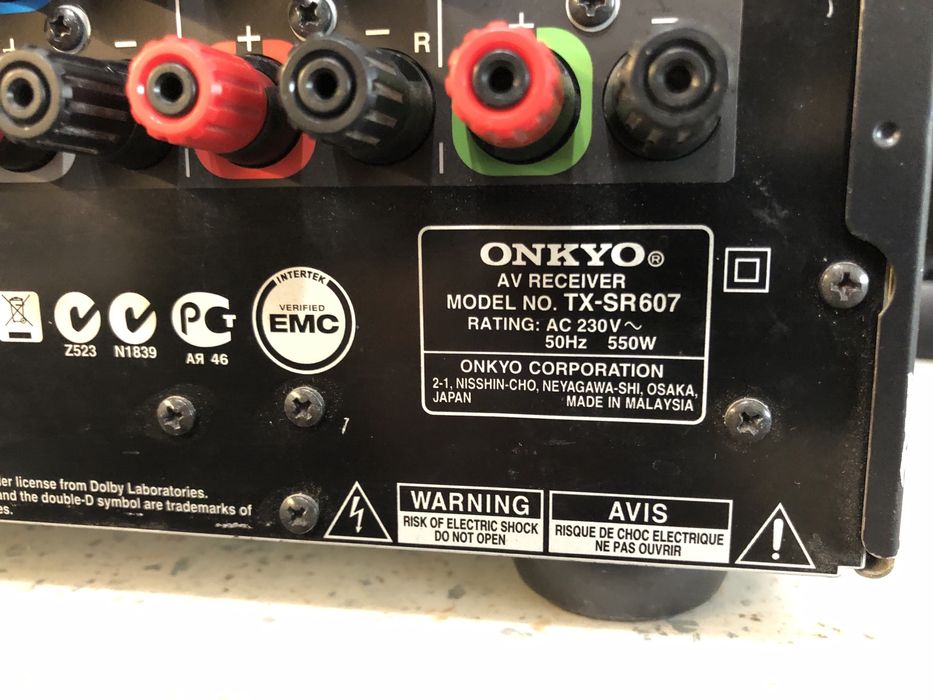 + − + − R + −
ONKYO®
AV RECEIVER
MODEL NO. TX-SR607
RATING: AC 230V ~
50Hz 550W
ONKYO CORPORATION
2-1, NISSHIN-CHO, NEYAGAWA-SHI, OSAKA,
JAPAN MADE IN MALAYSIA
INTERTEK
VERIFIED
EMC
Z523 N1839
АЯ 46
er license from Dolby Laboratories.
and the double-D symbol are trademarks of
es.
WARNING
RISK OF ELECTRIC SHOCK
DO NOT OPEN
AVIS
RISQUE DE CHOC ELECTRIQUE
NE PAS OUVRIR